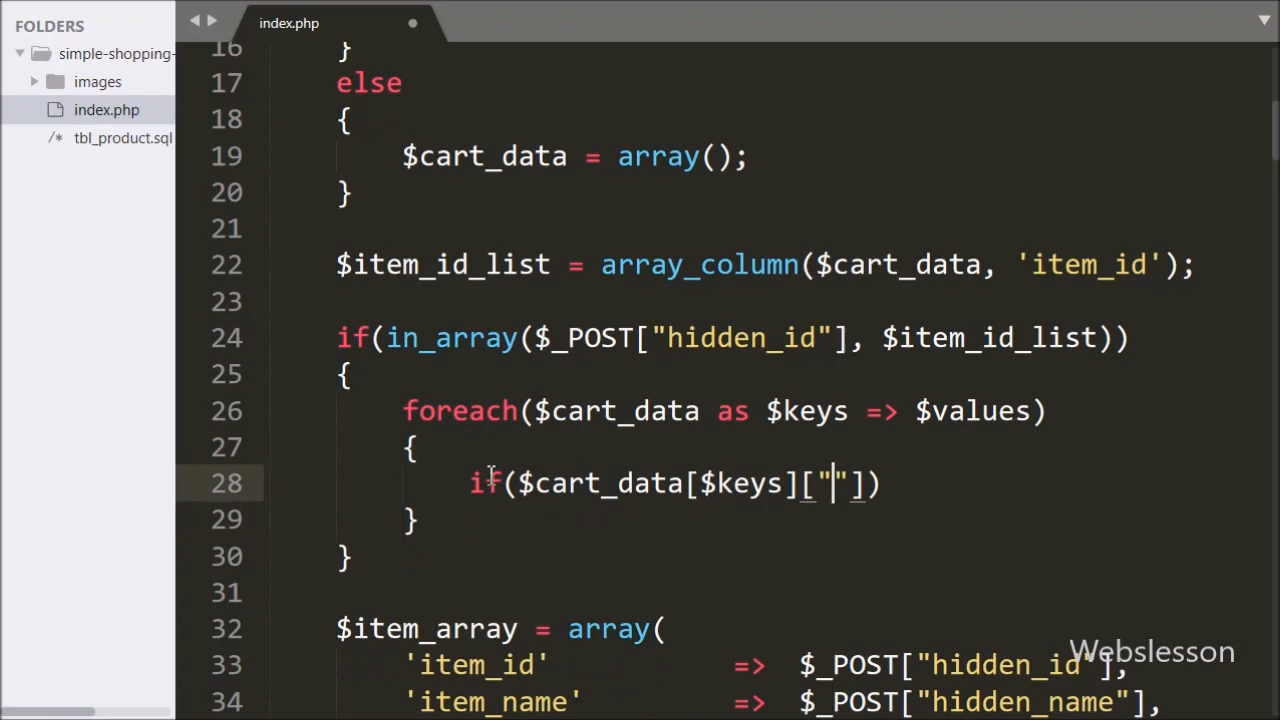 FOLDERS
simple-shopping-
images
index.php
tbl_product.sql
index.php
16 }
17 else
18 {
19 $cart_data = array();
20 }
21
22 $item_id_list = array_column($cart_data, 'item_id');
23
24 if(in_array($_POST["hidden_id"], $item_id_list))
25 {
26 foreach($cart_data as $keys => $values)
27 {
28 if($cart_data[$keys][""])
29 }
30 }
31
32 $item_array = array(
33 'item_id' => $_POST["hidden_id"],
34 'item_name' => $_POST["hidden_name"],
Webslesson